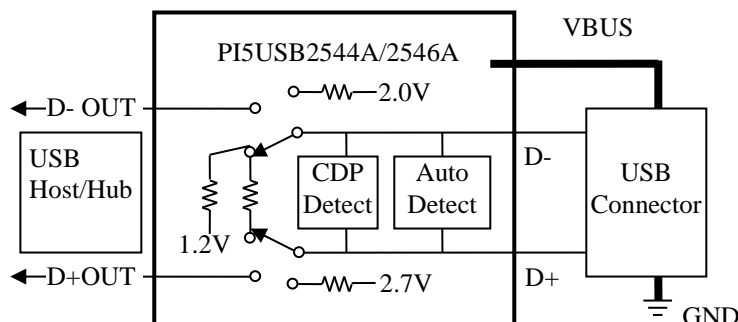 VBUS
PI5USB2544A/2546A
2.0V
D- OUT
USB
Host/Hub
CDP
Detect
Auto
Detect
D-
USB
Connector
1.2V
D+OUT
2.7V
D+
GND